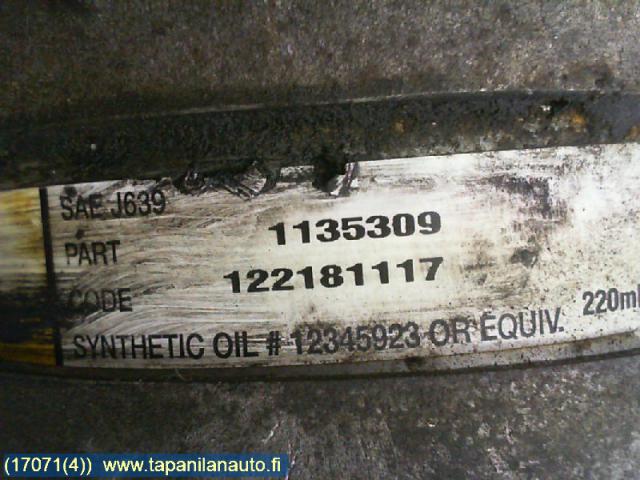 SAE J639
PART 1135309
CODE 122181117
SYNTHETIC OIL # 12345923 OR EQUIV. 220ml
(17071(4)) www.tapanilanauto.fi